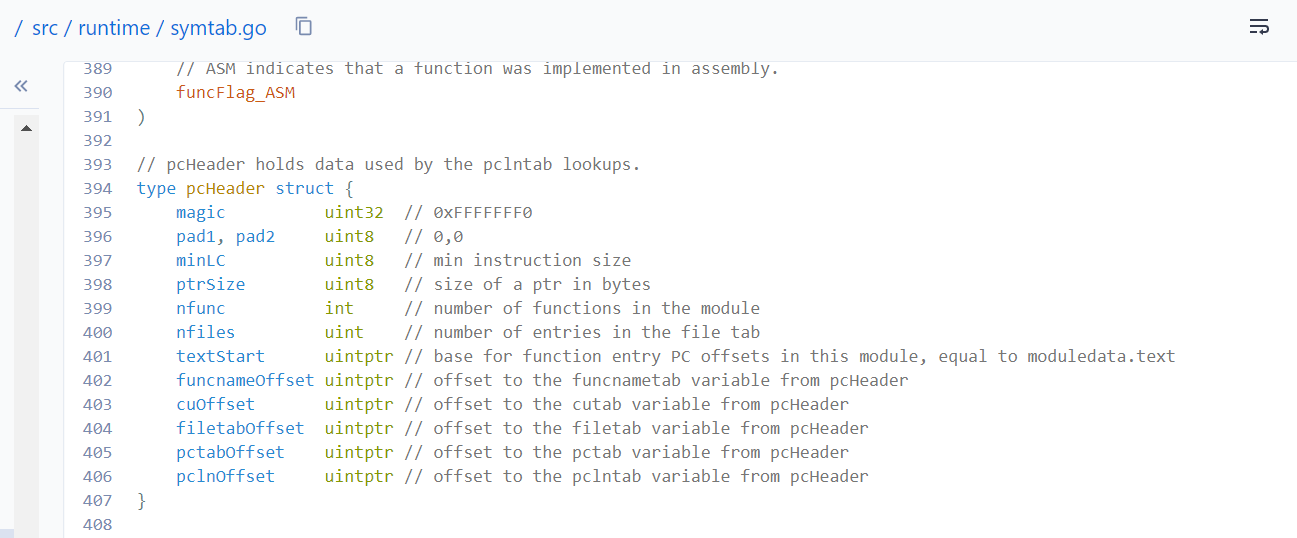 / src / runtime / symtab.go
389 // ASM indicates that a function was implemented in assembly.
390 funcFlag_ASM
391 )
392
393 // pcHeader holds data used by the pclntab lookups.
394 type pcHeader struct {
395 magic uint32 // 0xFFFFFFF0
396 pad1, pad2 uint8 // 0,0
397 minLC uint8 // min instruction size
398 ptrSize uint8 // size of a ptr in bytes
399 nfunc int // number of functions in the module
400 nfiles uint // number of entries in the file tab
401 textStart uintptr // base for function entry PC offsets in this module, equal to moduledata.text
402 funcnameOffset uintptr // offset to the funcnametab variable from pcHeader
403 cuOffset uintptr // offset to the cutab variable from pcHeader
404 filetabOffset uintptr // offset to the filetab variable from pcHeader
405 pctabOffset uintptr // offset to the pctab variable from pcHeader
406 pclnOffset uintptr // offset to the pclntab variable from pcHeader
407 }
408